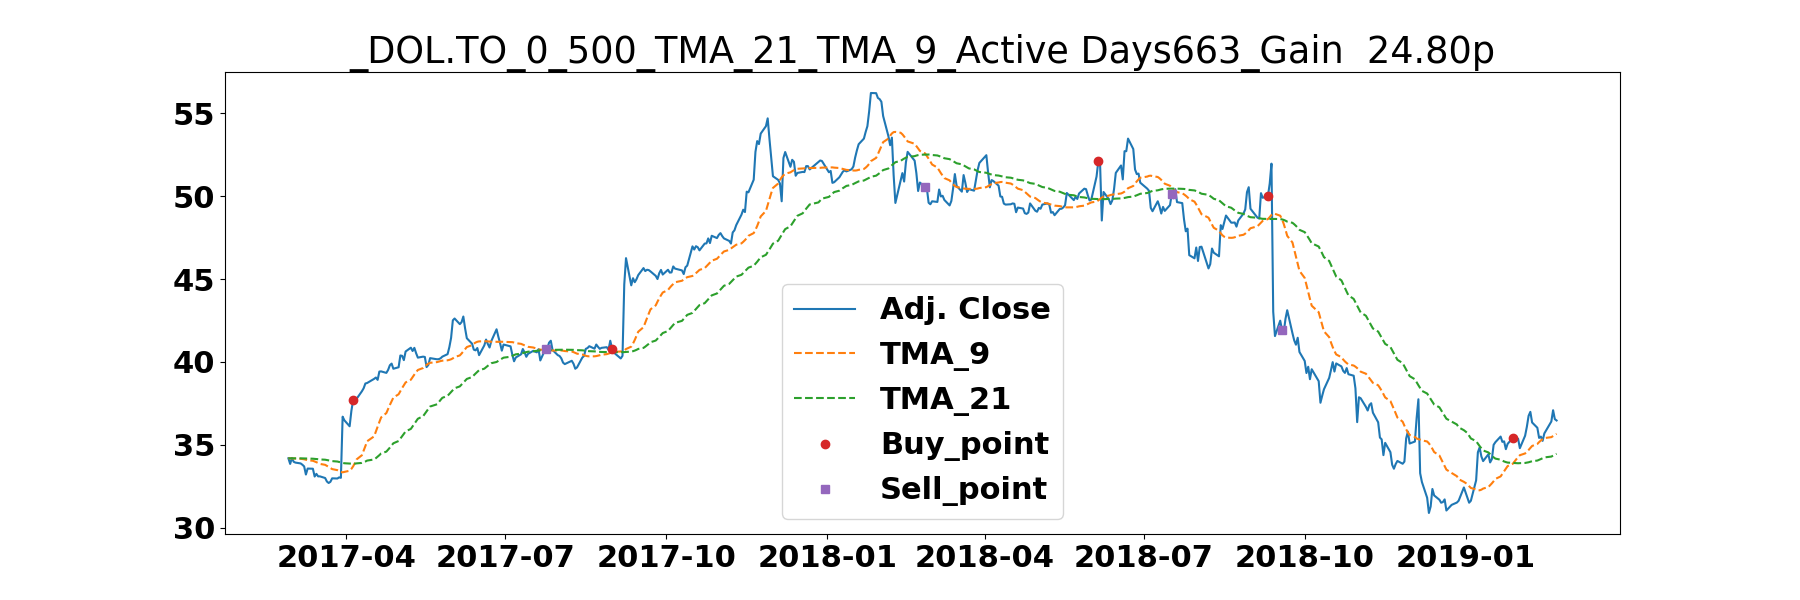 _DOL.TO_0_500_TMA_21_TMA_9_Active Days663_Gain  24.80p
55
50
45
40
35
30
Adj. Close
TMA_9
TMA_21
Buy_point
Sell_point
2017-04 2017-07 2017-10 2018-01 2018-04 2018-07 2018-10 2019-01